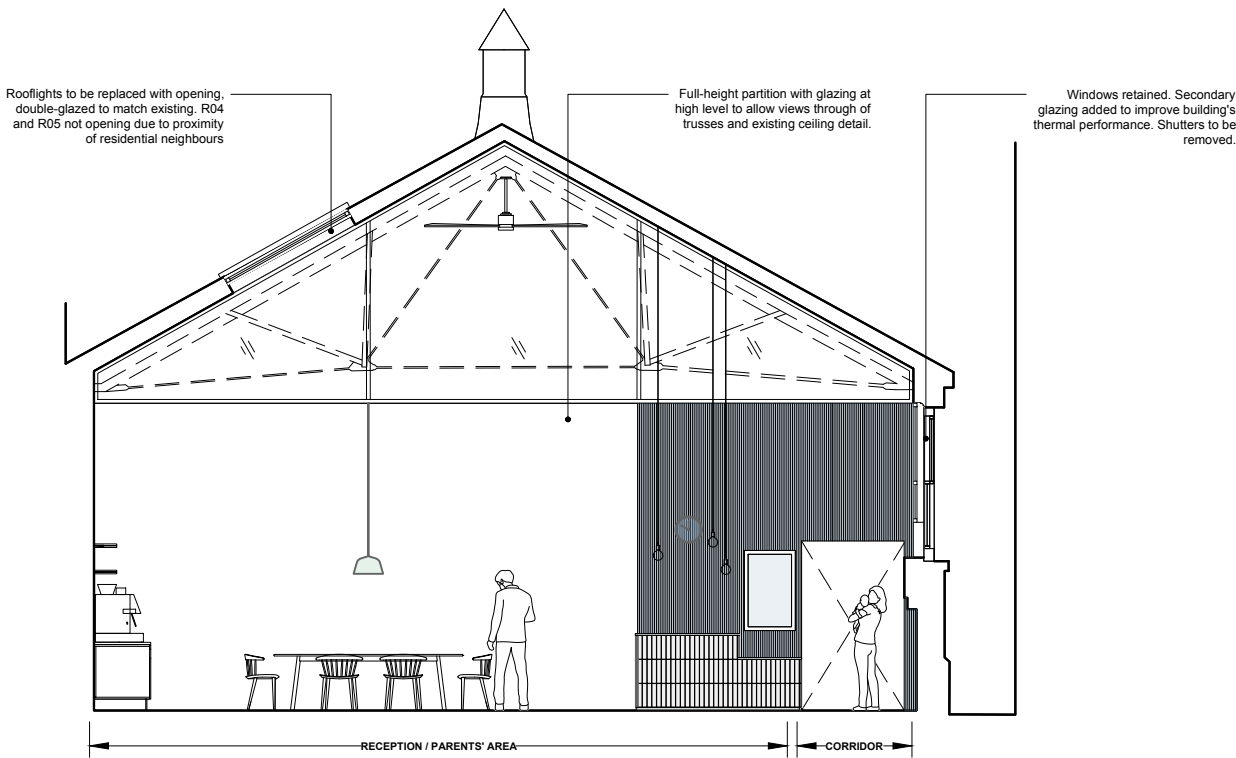 Rooflights to be replaced with opening,
double-glazed to match existing. R04
and R05 not opening due to proximity
of residential neighbours
Full-height partition with glazing at
high level to allow views through of
trusses and existing ceiling detail.
Windows retained. Secondary
glazing added to improve building's
thermal performance. Shutters to be
removed.
RECEPTION / PARENTS' AREA
CORRIDOR